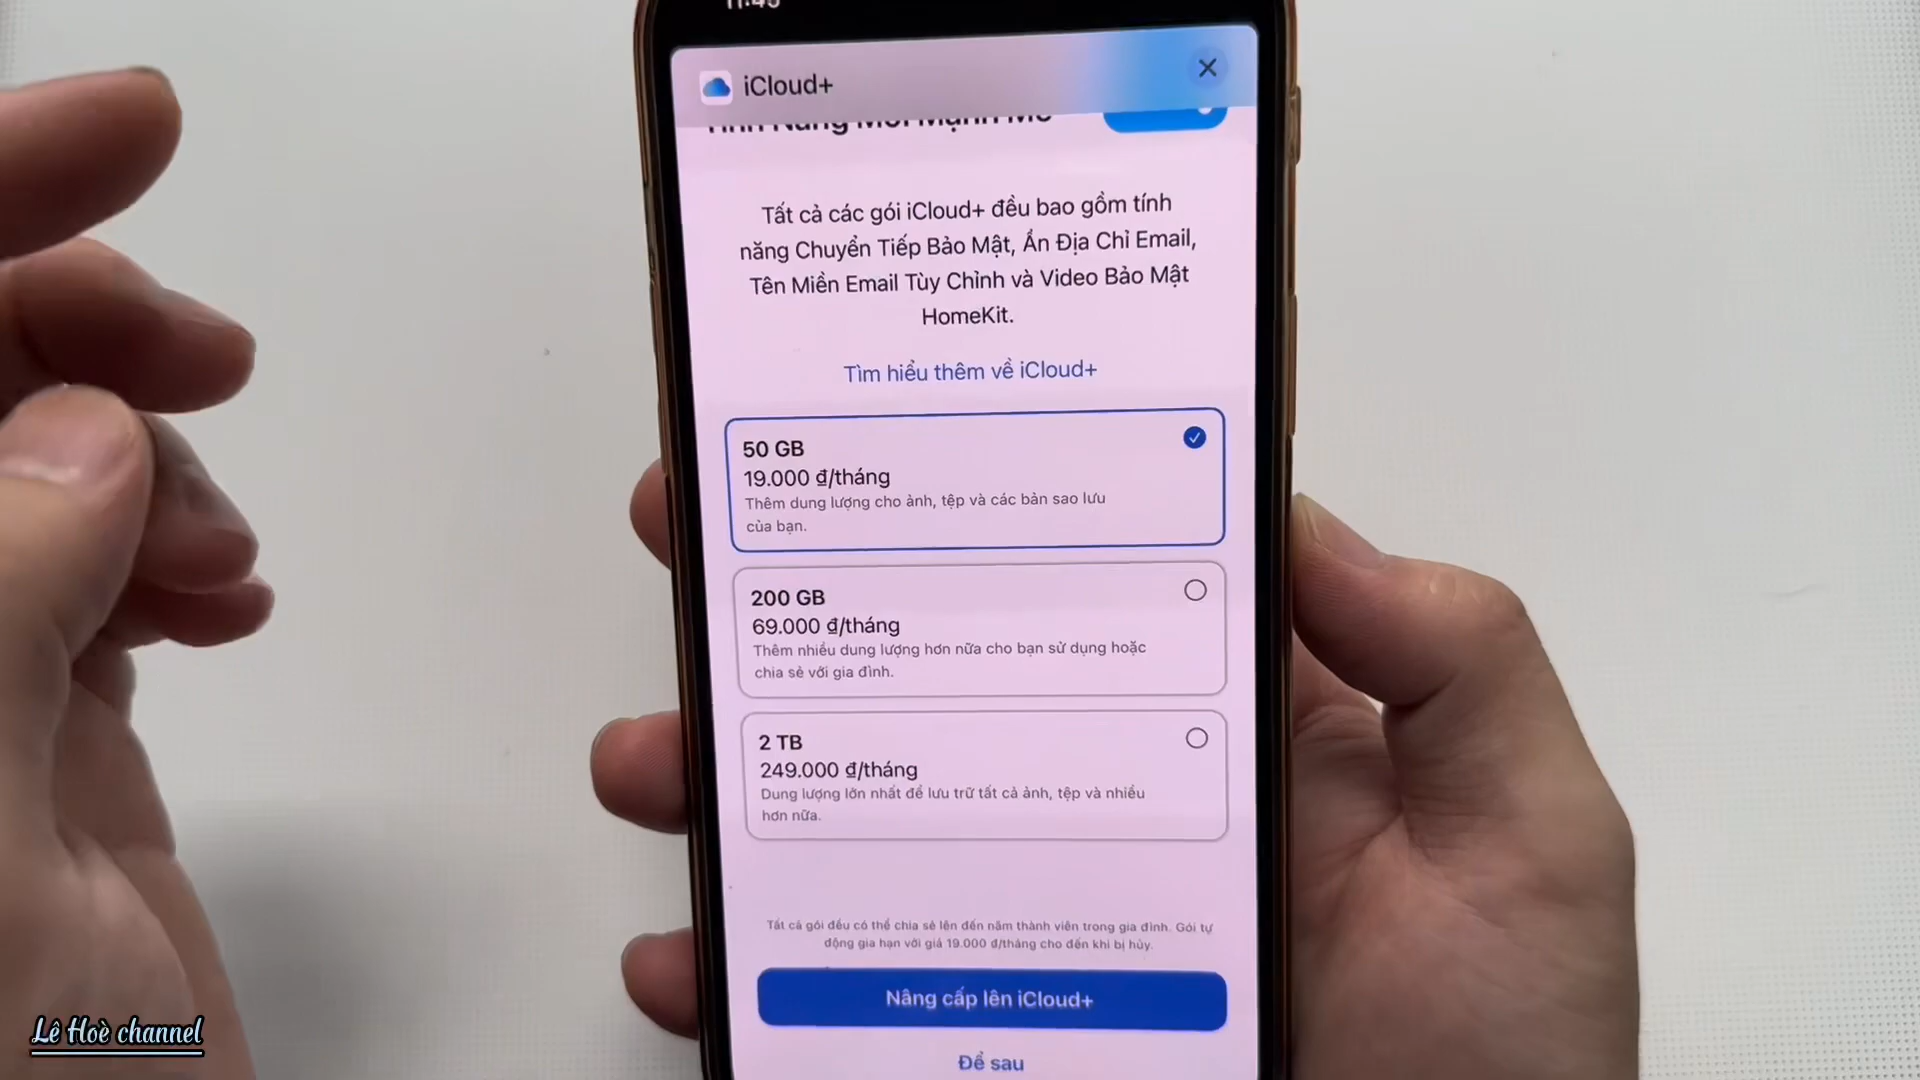 11:45
iCloud+
Tính Năng Mới Mạnh Mẽ
Tất cả các gói iCloud+ đều bao gồm tính
năng Chuyển Tiếp Bảo Mật, Ẩn Địa Chỉ Email,
Tên Miền Email Tùy Chỉnh và Video Bảo Mật
HomeKit.
Tìm hiểu thêm về iCloud+
50 GB
19.000 ₫/tháng
Thêm dung lượng cho ảnh, tệp và các bản sao lưu
của bạn.
200 GB
69.000 ₫/tháng
Thêm nhiều dung lượng hơn nữa cho bạn sử dụng hoặc
chia sẻ với gia đình.
2 TB
249.000 ₫/tháng
Dung lượng lớn nhất để lưu trữ tất cả ảnh, tệp và nhiều
hơn nữa.
Tất cả gói đều có thể chia sẻ lên đến năm thành viên trong gia đình. Gói tự
động gia hạn với giá 19.000 ₫/tháng cho đến khi bị hủy.
Nâng cấp lên iCloud+
Để sau
Lê Hoè channel